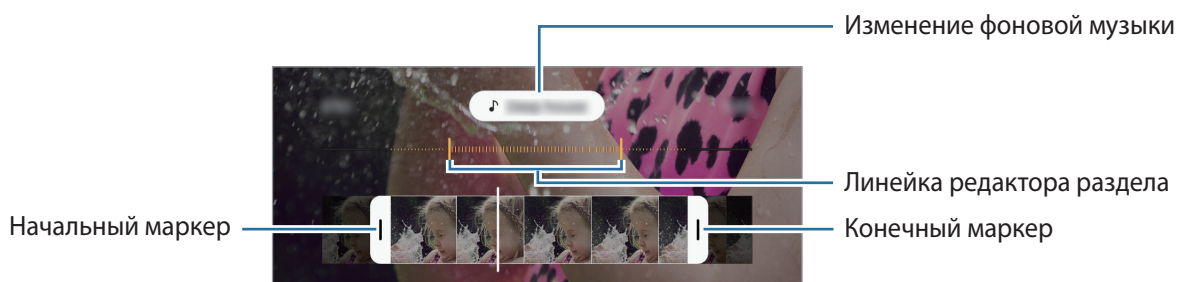 Изменение фоновой музыки
Линейка редактора раздела
Начальный маркер
Конечный маркер